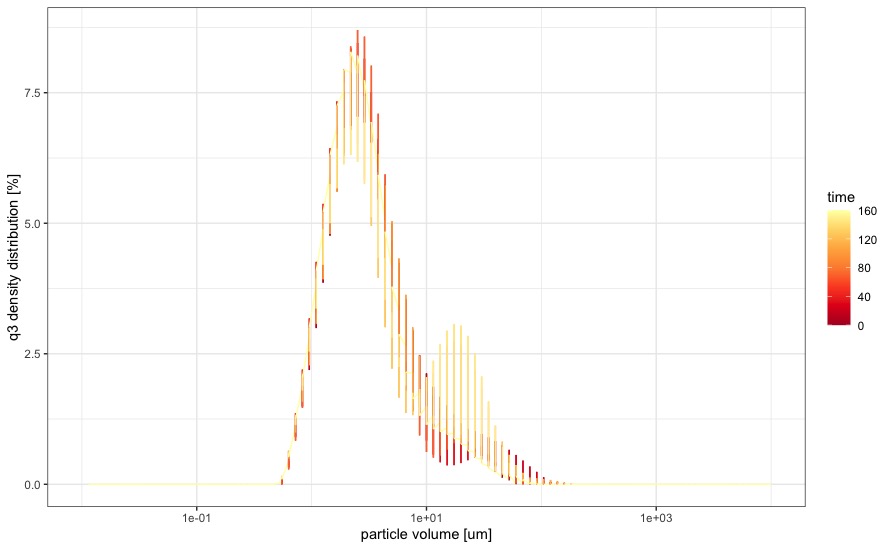 q3 density distribution [%]
7.5
5.0
2.5
0.0
1e-01
1e+01
1e+03
particle volume [um]
time
160
120
80
40
0